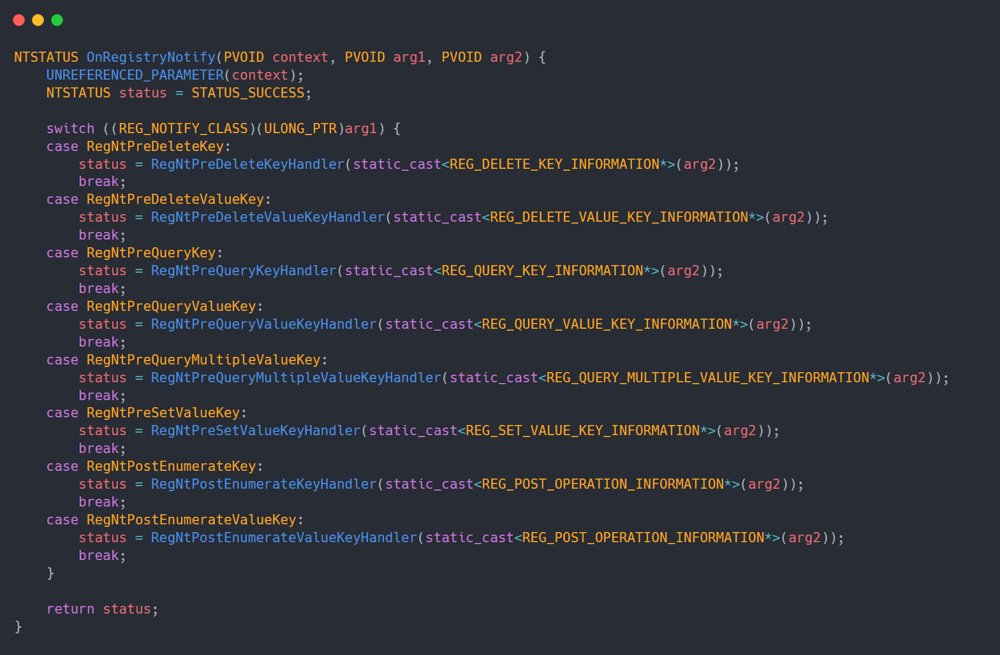 NTSTATUS OnRegistryNotify(PVOID context, PVOID arg1, PVOID arg2) {
    UNREFERENCED_PARAMETER(context);
    NTSTATUS status = STATUS_SUCCESS;

    switch ((REG_NOTIFY_CLASS)(ULONG_PTR)arg1) {
    case RegNtPreDeleteKey:
        status = RegNtPreDeleteKeyHandler(static_cast<REG_DELETE_KEY_INFORMATION*>(arg2));
        break;
    case RegNtPreDeleteValueKey:
        status = RegNtPreDeleteValueKeyHandler(static_cast<REG_DELETE_VALUE_KEY_INFORMATION*>(arg2));
        break;
    case RegNtPreQueryKey:
        status = RegNtPreQueryKeyHandler(static_cast<REG_QUERY_KEY_INFORMATION*>(arg2));
        break;
    case RegNtPreQueryValueKey:
        status = RegNtPreQueryValueKeyHandler(static_cast<REG_QUERY_VALUE_KEY_INFORMATION*>(arg2));
        break;
    case RegNtPreQueryMultipleValueKey:
        status = RegNtPreQueryMultipleValueKeyHandler(static_cast<REG_QUERY_MULTIPLE_VALUE_KEY_INFORMATION*>(arg2));
        break;
    case RegNtPreSetValueKey:
        status = RegNtPreSetValueKeyHandler(static_cast<REG_SET_VALUE_KEY_INFORMATION*>(arg2));
        break;
    case RegNtPostEnumerateKey:
        status = RegNtPostEnumerateKeyHandler(static_cast<REG_POST_OPERATION_INFORMATION*>(arg2));
        break;
    case RegNtPostEnumerateValueKey:
        status = RegNtPostEnumerateValueKeyHandler(static_cast<REG_POST_OPERATION_INFORMATION*>(arg2));
        break;
    }

    return status;
}